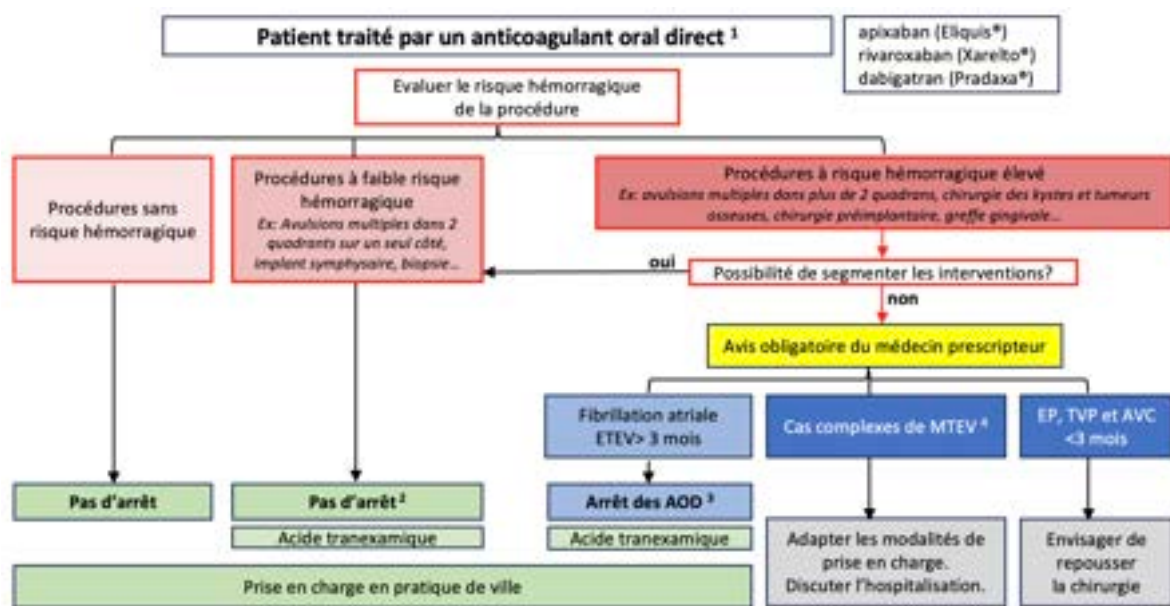 Patient traité par un anticoagulant oral direct ¹
apixaban (Eliquis®)
rivaroxaban (Xarelto®)
dabigatran (Pradaxa®)
Evaluer le risque hémorragique
de la procédure
Procédures sans
risque hémorragique
Procédures à faible risque
hémorragique
Ex: Avulsions multiples dans 2
quadrants sur un seul côté,
implant symphysaire, biopsie...
Procédures à risque hémorragique élevé
Ex: avulsions multiples dans plus de 2 quadrans, chirurgie des kystes et tumeurs
osseuses, chirurgie préimplantaire, greffe gingivale...
oui
Possibilité de segmenter les interventions?
non
Avis obligatoire du médecin prescripteur
Fibrillation atriale
ETEV> 3 mois
Cas complexes de MTEV ⁴
EP, TVP et AVC
<3 mois
Pas d'arrêt
Pas d'arrêt ²
Arrêt des AOD ³
Acide tranexamique
Acide tranexamique
Adapter les modalités de
prise en charge.
Discuter l'hospitalisation.
Envisager de
repousser
la chirurgie
Prise en charge en pratique de ville